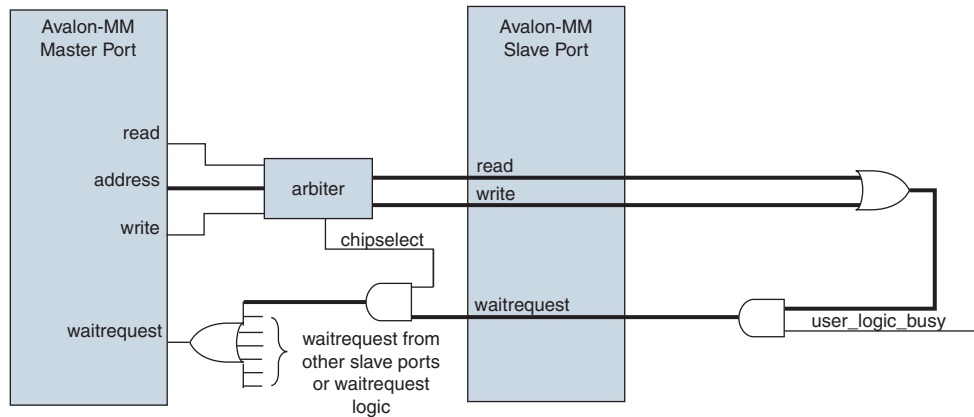 Avalon-MM
Master Port
Avalon-MM
Slave Port
read
address
arbiter
read
write
write
chipselect
waitrequest
waitrequest
user_logic_busy
waitrequest from
other slave ports
or waitrequest
logic